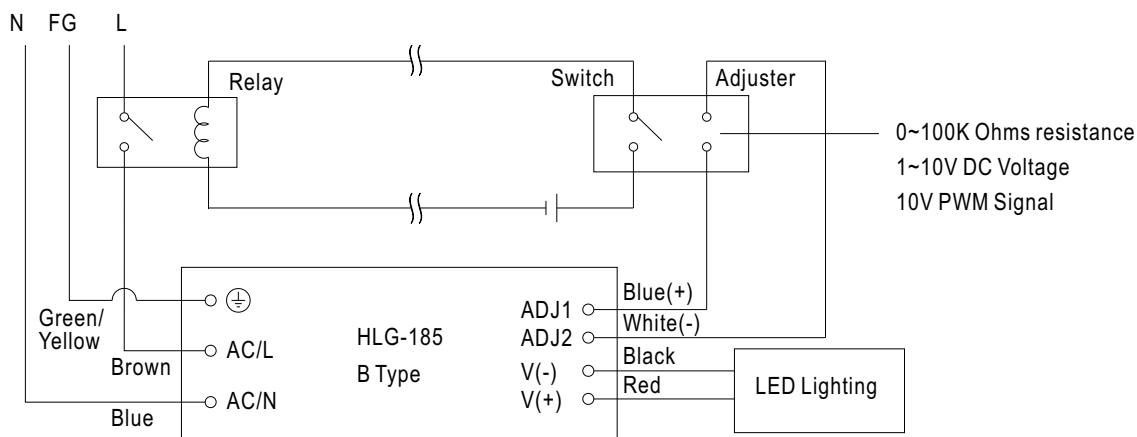 N FG L
Relay
Switch
Adjuster
0~100K Ohms resistance
1~10V DC Voltage
10V PWM Signal
Green/
Yellow
Brown
AC/L
Blue
AC/N
HLG-185
B Type
ADJ1
Blue(+)
ADJ2
White(-)
V(-)
Black
V(+)
Red
LED Lighting